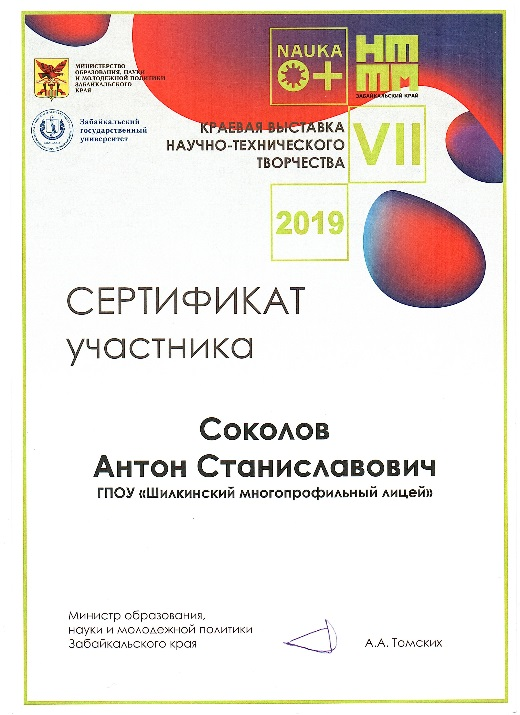 МИНИСТЕРСТВО
ОБРАЗОВАНИЯ, НАУКИ
И МОЛОДЕЖНОЙ ПОЛИТИКИ
ЗАБАЙКАЛЬСКОГО
КРАЯ
Забайкальский
государственный
университет
NAUKA
0+
НТТМ
ЗАБАЙКАЛЬСКИЙ КРАЙ
КРАЕВАЯ ВЫСТАВКА
НАУЧНО-ТЕХНИЧЕСКОГО
ТВОРЧЕСТВА
VII
2019
СЕРТИФИКАТ
участника
Соколов
Антон Станиславович
ГПОУ «Шилкинский многопрофильный лицей»
Министр образования,
науки и молодежной политики
Забайкальского края
А.А. Томских